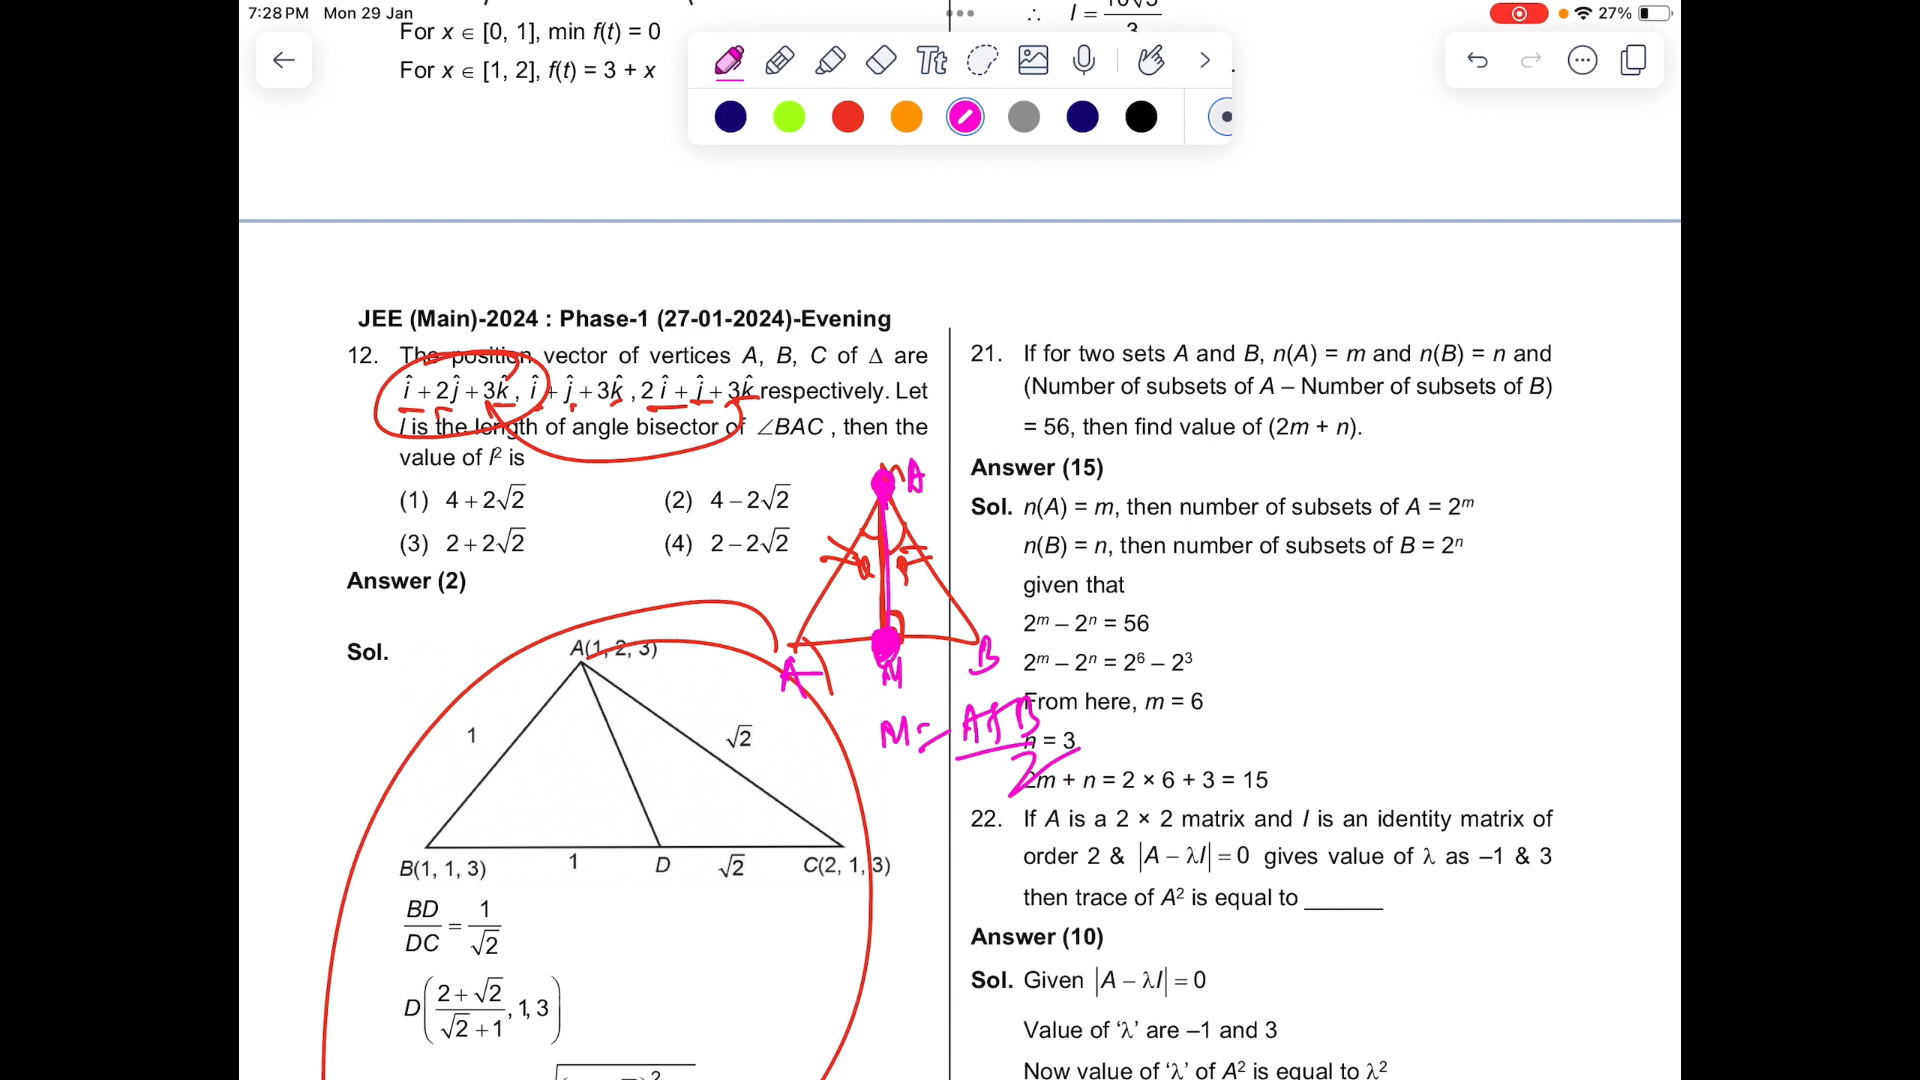 7:28 PM Mon 29 Jan
27%
For x ∈ [0, 1], min f(t) = 0
For x ∈ [1, 2], f(t) = 3 + x
∴ l =
3
Tt
JEE (Main)-2024 : Phase-1 (27-01-2024)-Evening
12. The position vector of vertices A, B, C of Δ are
î + 2ĵ + 3k̂, î + ĵ + 3k̂, 2î + ĵ + 3k̂ respectively. Let
l is the length of angle bisector of ∠BAC, then the
value of l² is
(1) 4 + 2√2 (2) 4 − 2√2
(3) 2 + 2√2 (4) 2 − 2√2
Answer (2)
Sol.
A(1, 2, 3)
1
√2
B(1, 1, 3) 1 D √2 C(2, 1, 3)
BD/DC = 1/√2
D((2 + √2)/(√2 + 1), 1, 3)
2
A
A
M
B
M = A+B/2
21. If for two sets A and B, n(A) = m and n(B) = n and
(Number of subsets of A – Number of subsets of B)
= 56, then find value of (2m + n).
Answer (15)
Sol. n(A) = m, then number of subsets of A = 2ᵐ
n(B) = n, then number of subsets of B = 2ⁿ
given that
2ᵐ – 2ⁿ = 56
2ᵐ – 2ⁿ = 2⁶ – 2³
From here, m = 6
n = 3
2m + n = 2 × 6 + 3 = 15
22. If A is a 2 × 2 matrix and I is an identity matrix of
order 2 & |A − λI| = 0 gives value of λ as –1 & 3
then trace of A² is equal to ______
Answer (10)
Sol. Given |A − λI| = 0
Value of ‘λ’ are –1 and 3
Now value of ‘λ’ of A² is equal to λ²